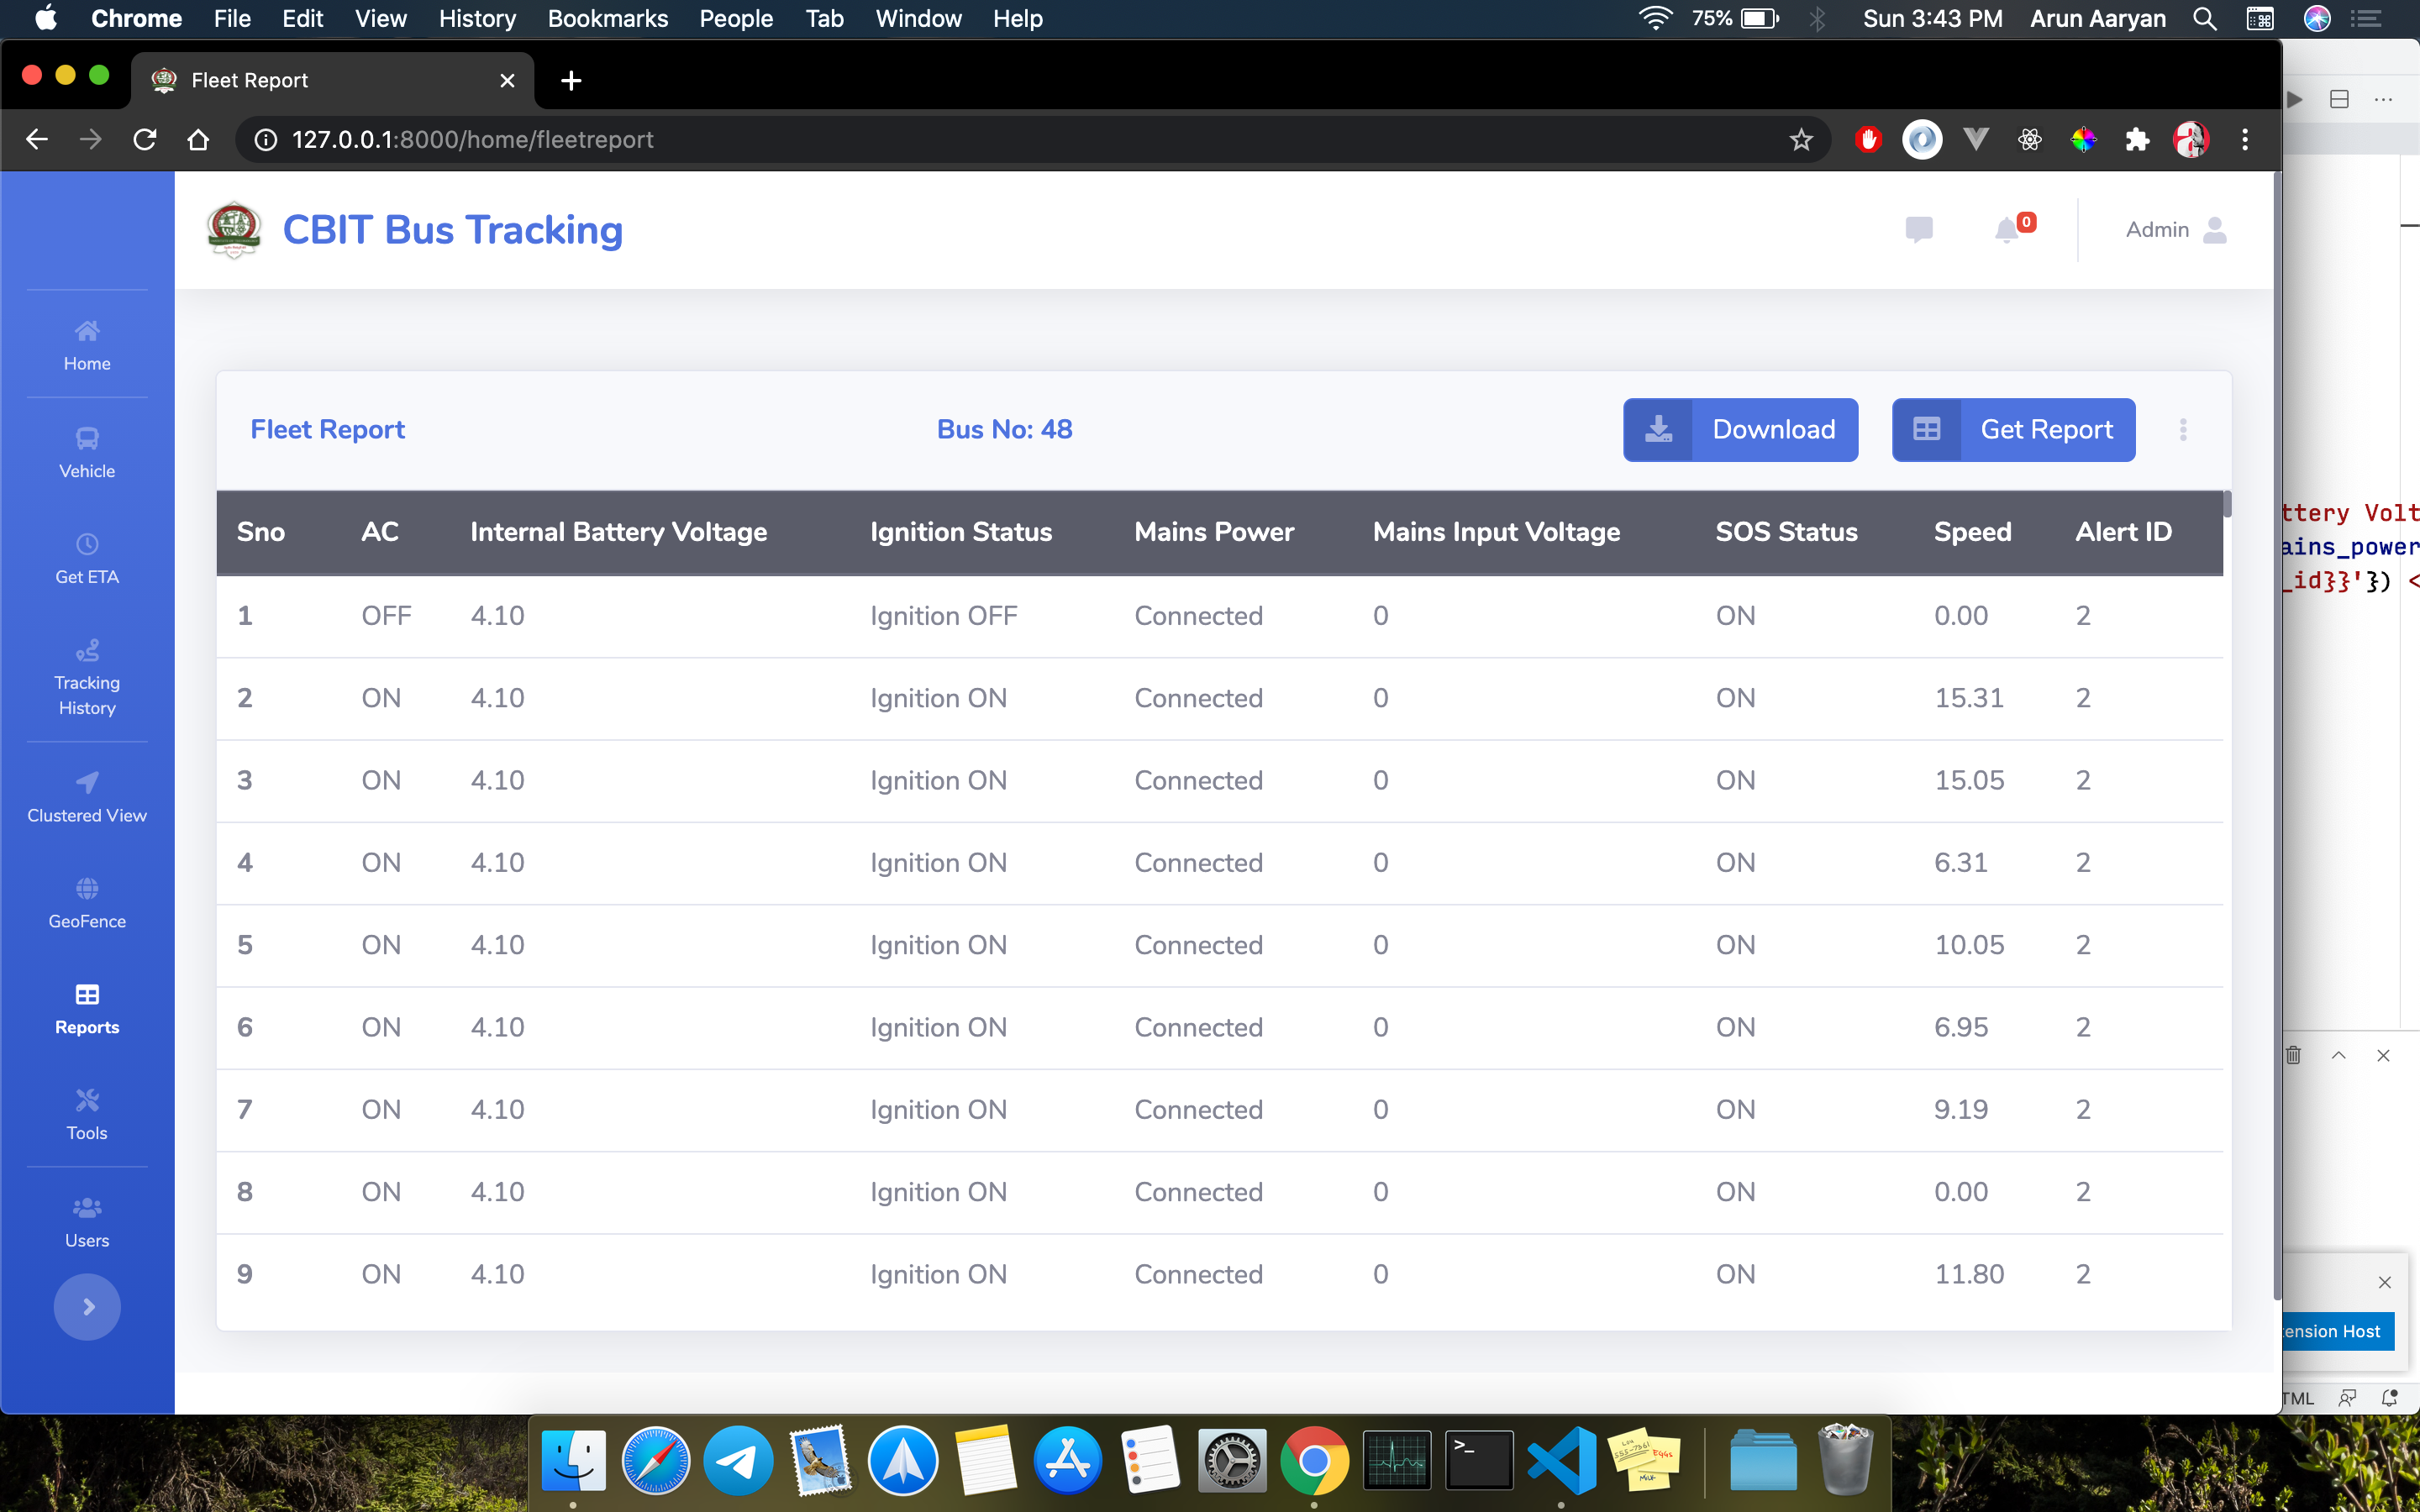 Chrome File Edit View History Bookmarks People Tab Window Help 75% Sun 3:43 PM Arun Aaryan
Fleet Report
127.0.0.1:8000/home/fleetreport
CBIT Bus Tracking
0
Admin
Home
Vehicle
Get ETA
Tracking
History
Clustered View
GeoFence
Reports
Tools
Users
Fleet Report Bus No: 48 Download Get Report
Sno AC Internal Battery Voltage Ignition Status Mains Power Mains Input Voltage SOS Status Speed Alert ID
1 OFF 4.10 Ignition OFF Connected 0 ON 0.00 2
2 ON 4.10 Ignition ON Connected 0 ON 15.31 2
3 ON 4.10 Ignition ON Connected 0 ON 15.05 2
4 ON 4.10 Ignition ON Connected 0 ON 6.31 2
5 ON 4.10 Ignition ON Connected 0 ON 10.05 2
6 ON 4.10 Ignition ON Connected 0 ON 6.95 2
7 ON 4.10 Ignition ON Connected 0 ON 9.19 2
8 ON 4.10 Ignition ON Connected 0 ON 0.00 2
9 ON 4.10 Ignition ON Connected 0 ON 11.80 2
ttery Volt
ains_power
_id}}'}) <
tension Host
TML